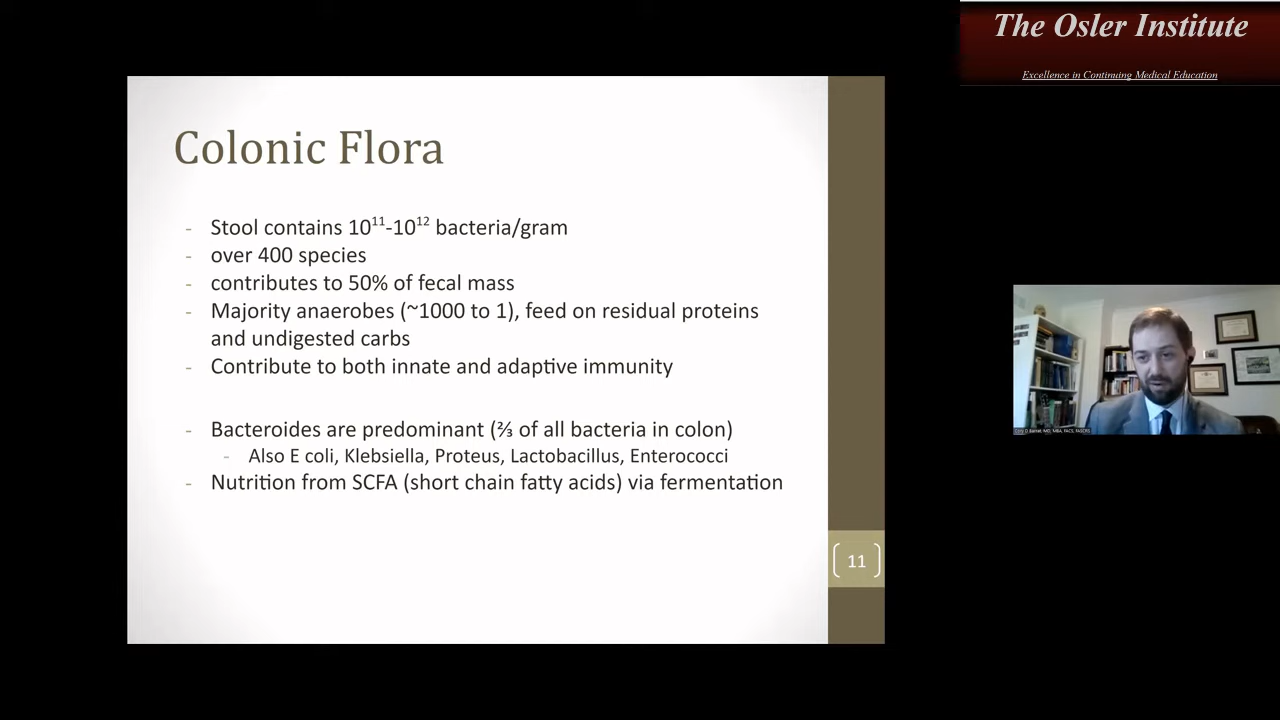 The Osler Institute
Excellence in Continuing Medical Education
Colonic Flora
- Stool contains 10¹¹-10¹² bacteria/gram
- over 400 species
- contributes to 50% of fecal mass
- Majority anaerobes (~1000 to 1), feed on residual proteins
and undigested carbs
- Contribute to both innate and adaptive immunity
- Bacteroides are predominant (⅔ of all bacteria in colon)
- Also E coli, Klebsiella, Proteus, Lactobacillus, Enterococci
- Nutrition from SCFA (short chain fatty acids) via fermentation
11